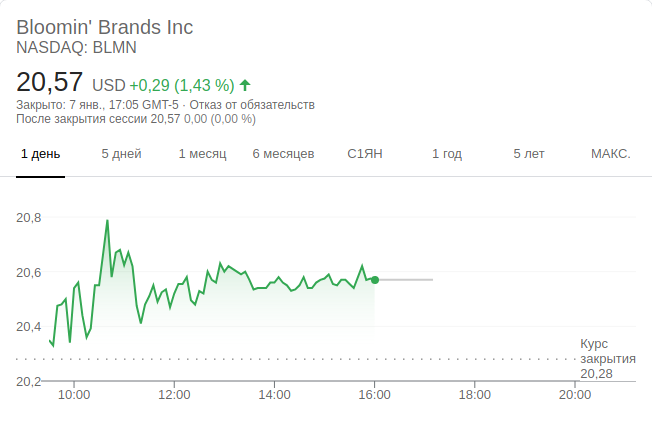 Bloomin' Brands Inc
NASDAQ: BLMN
20,57 USD +0,29 (1,43 %)
Закрыто: 7 янв., 17:05 GMT-5 · Отказ от обязательств
После закрытия сессии 20,57 0,00 (0,00 %)
1 день 5 дней 1 месяц 6 месяцев С1ЯН 1 год 5 лет МАКС.
20,8
20,6
20,4
Курс
закрытия
20,28
20,2
10:00 12:00 14:00 16:00 18:00 20:00